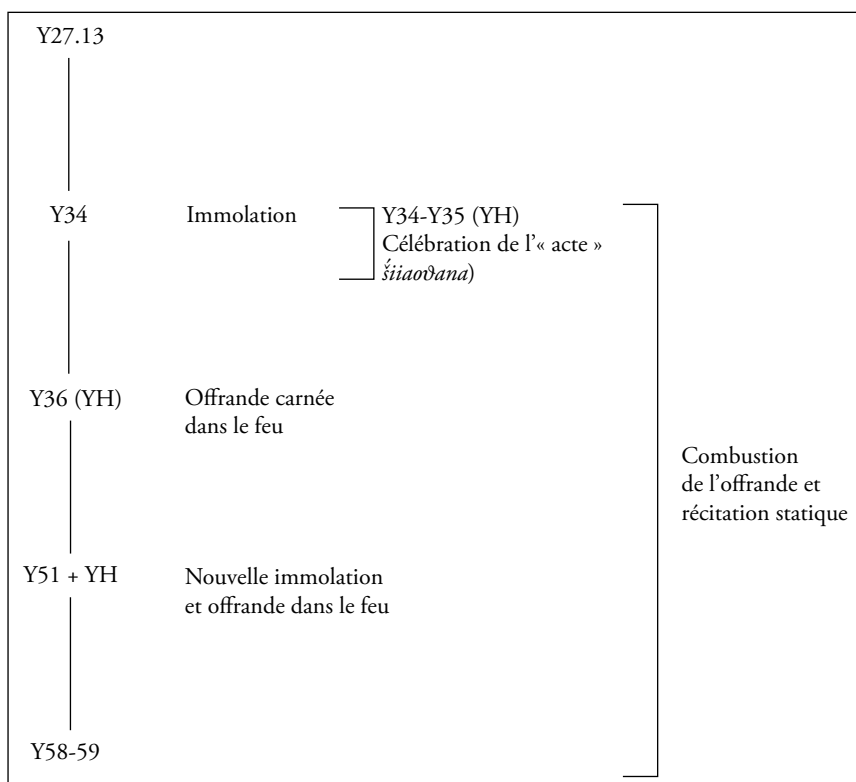 Y27.13
Y34
Immolation
Y34-Y35 (YH)
Célébration de l'« acte »
š́iiaoϑana)
Y36 (YH)
Offrande carnée
dans le feu
Combustion
de l'offrande et
récitation statique
Y51 + YH
Nouvelle immolation
et offrande dans le feu
Y58-59